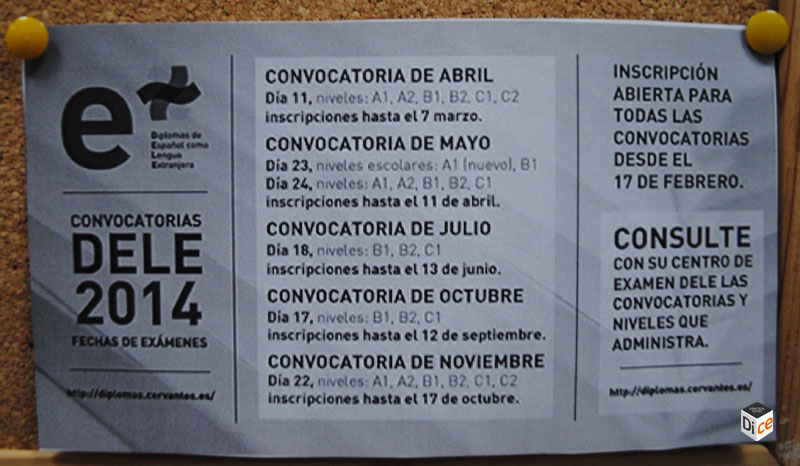 e
Diplomas de
Español como
Lengua
Extranjera
CONVOCATORIAS
DELE
2014
FECHAS DE EXÁMENES
http://diplomas.cervantes.es/
CONVOCATORIA DE ABRIL
Día 11, niveles: A1, A2, B1, B2, C1, C2
inscripciones hasta el 7 marzo.
CONVOCATORIA DE MAYO
Día 23, niveles escolares: A1 (nuevo), B1
Día 24, niveles: A1, A2, B1, B2, C1
inscripciones hasta el 11 de abril.
CONVOCATORIA DE JULIO
Día 18, niveles: B1, B2, C1
inscripciones hasta el 13 de junio.
CONVOCATORIA DE OCTUBRE
Día 17, niveles: B1, B2, C1
inscripciones hasta el 12 de septiembre.
CONVOCATORIA DE NOVIEMBRE
Día 22, niveles: A1, A2, B1, B2, C1, C2
inscripciones hasta el 17 de octubre.
INSCRIPCIÓN
ABIERTA PARA
TODAS LAS
CONVOCATORIAS
DESDE EL
17 DE FEBRERO.
CONSULTE
CON SU CENTRO DE
EXAMEN DELE LAS
CONVOCATORIAS Y
NIVELES QUE
ADMINISTRA.
http://diplomas.cervantes.es/
Dice